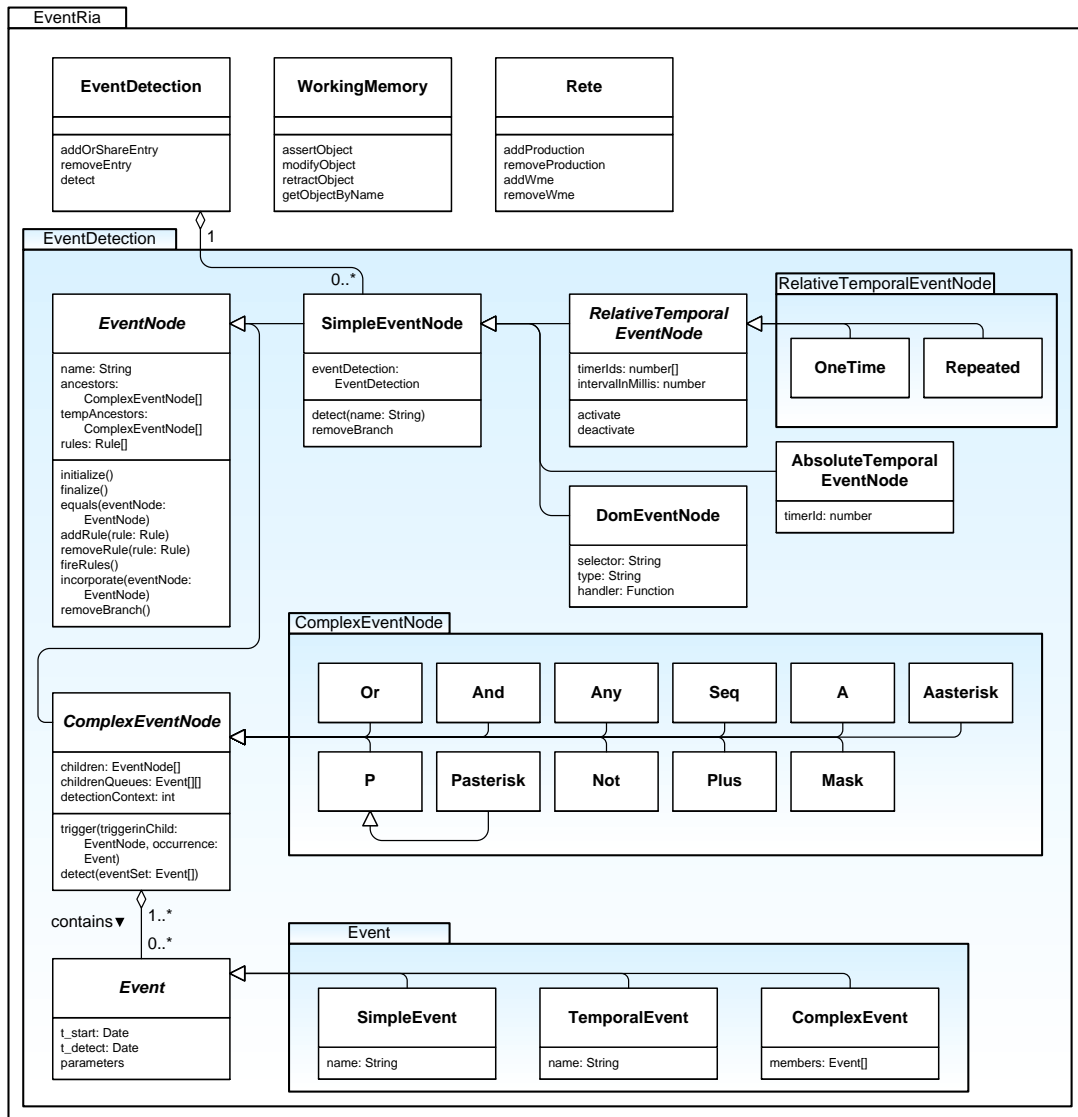 EventRia
EventDetection
addOrShareEntry
removeEntry
detect
WorkingMemory
assertObject
modifyObject
retractObject
getObjectByName
Rete
addProduction
removeProduction
addWme
removeWme
1
0..*
EventDetection
EventNode
name: String
ancestors:
ComplexEventNode[]
tempAncestors:
ComplexEventNode[]
rules: Rule[]
initialize()
finalize()
equals(eventNode:
EventNode)
addRule(rule: Rule)
removeRule(rule: Rule)
fireRules()
incorporate(eventNode:
EventNode)
removeBranch()
SimpleEventNode
eventDetection:
EventDetection
detect(name: String)
removeBranch
RelativeTemporal
EventNode
timerIds: number[]
intervalInMillis: number
activate
deactivate
RelativeTemporalEventNode
OneTime
Repeated
AbsoluteTemporal
EventNode
timerId: number
DomEventNode
selector: String
type: String
handler: Function
ComplexEventNode
Or
And
Any
Seq
A
Aasterisk
P
Pasterisk
Not
Plus
Mask
ComplexEventNode
children: EventNode[]
childrenQueues: Event[][]
detectionContext: int
trigger(triggerinChild:
EventNode, occurrence:
Event)
detect(eventSet: Event[])
contains▼
1..*
0..*
Event
t_start: Date
t_detect: Date
parameters
Event
SimpleEvent
name: String
TemporalEvent
name: String
ComplexEvent
members: Event[]